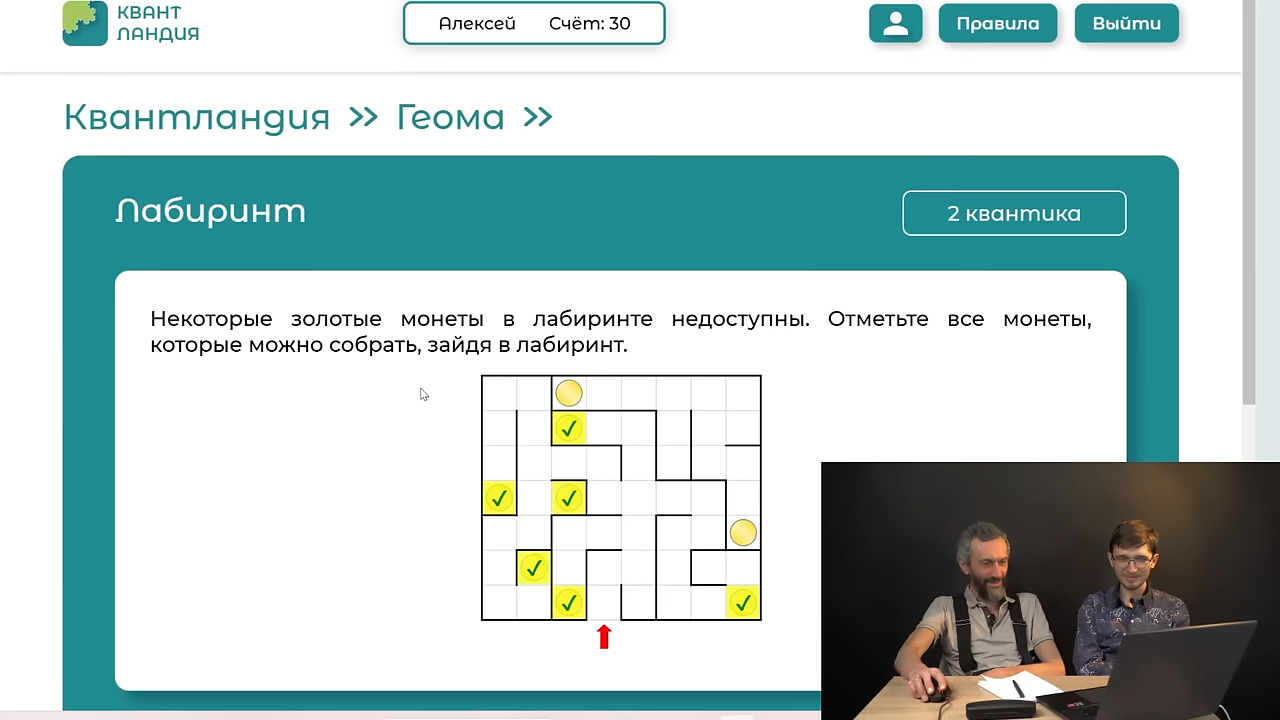 КВАНТ
ЛАНДИЯ
Алексей Счёт: 30
Правила
Выйти
Квантландия >> Геома >>
Лабиринт
2 квантика
Некоторые золотые монеты в лабиринте недоступны. Отметьте все монеты,
которые можно собрать, зайдя в лабиринт.